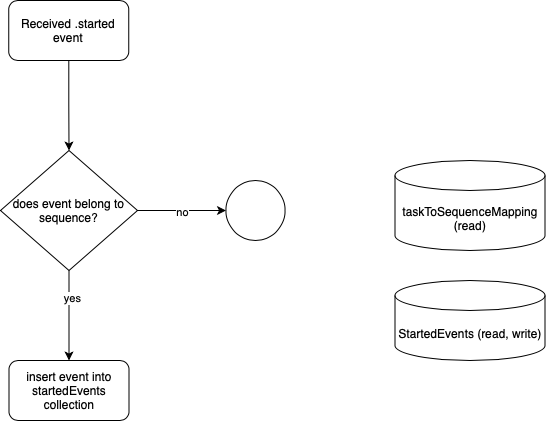 Received .started
event
does event belong to
sequence?
no
taskToSequenceMapping
(read)
yes
StartedEvents (read, write)
insert event into
startedEvents
collection